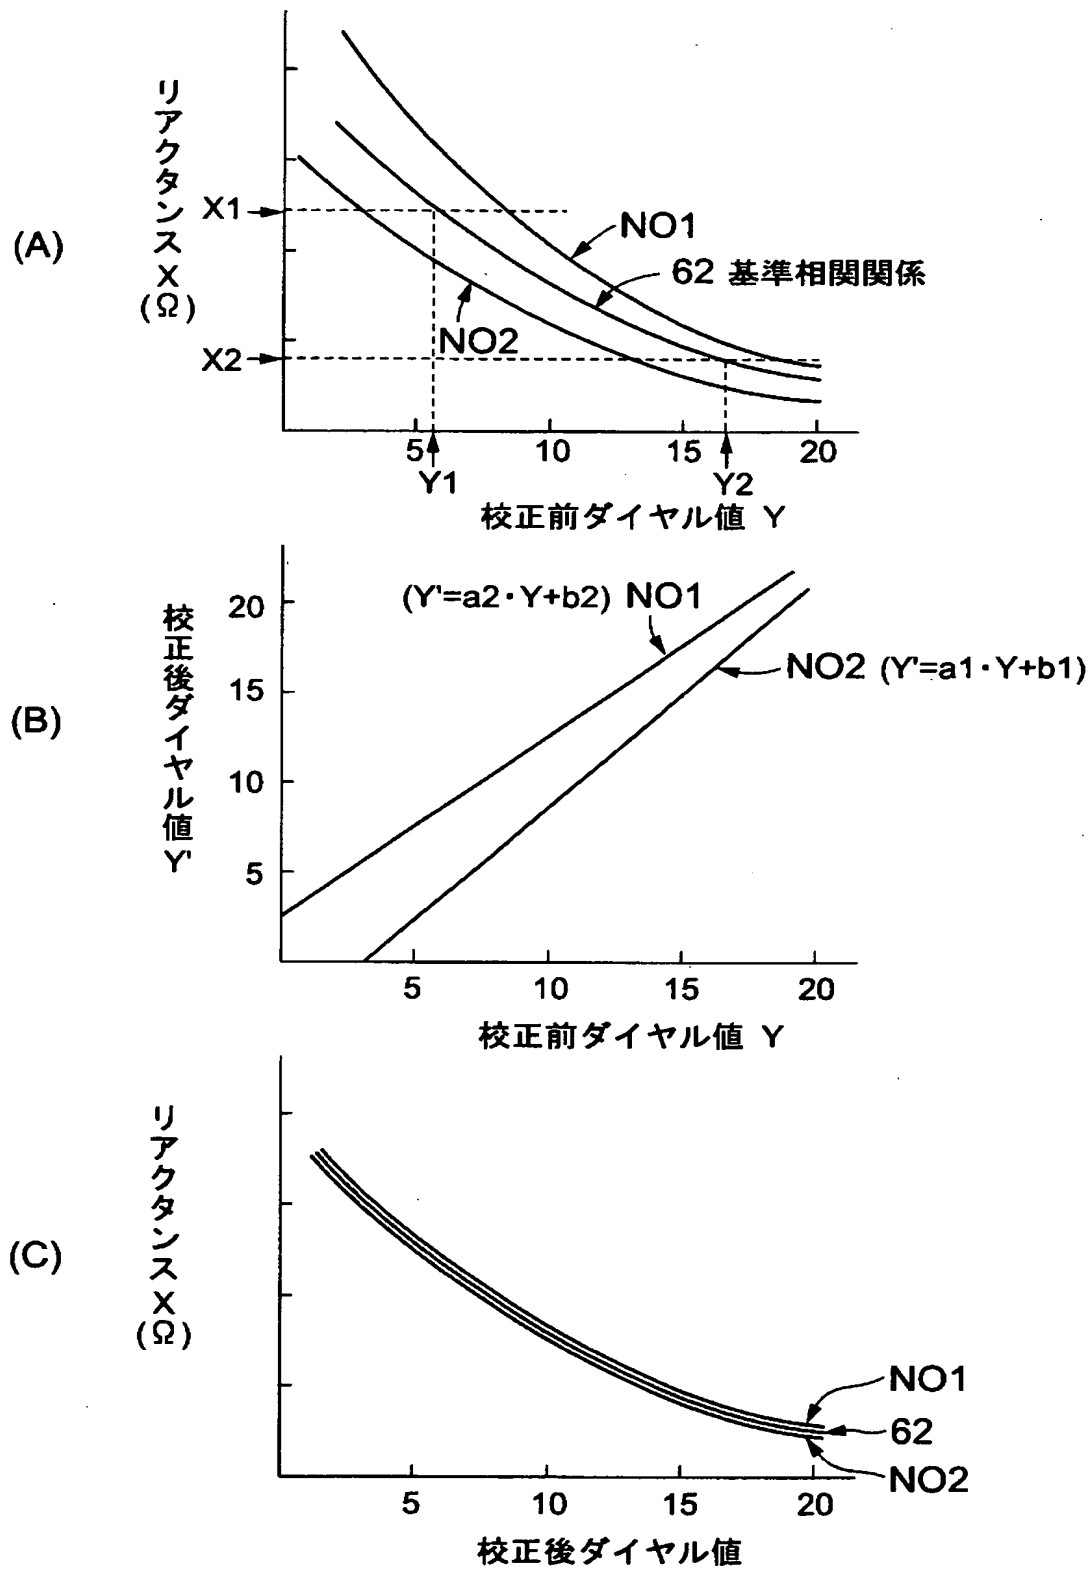 (A)
リアクタンス X (Ω)
X1
X2
NO1
62 基準相関関係
NO2
5 10 15 20
Y1 Y2
校正前ダイヤル値 Y
(B)
校正後ダイヤル値 Y'
20
15
10
5
(Y'=a2・Y+b2) NO1
NO2 (Y'=a1・Y+b1)
5 10 15 20
校正前ダイヤル値 Y
(C)
リアクタンス X (Ω)
NO1
62
NO2
5 10 15 20
校正後ダイヤル値